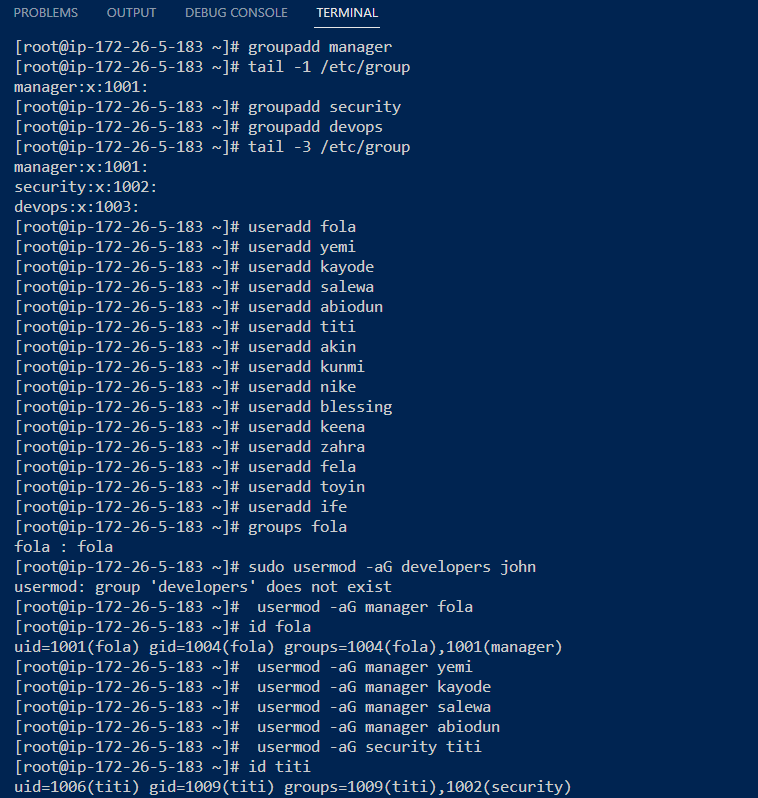 PROBLEMS OUTPUT DEBUG CONSOLE TERMINAL
[root@ip-172-26-5-183 ~]# groupadd manager
[root@ip-172-26-5-183 ~]# tail -1 /etc/group
manager:x:1001:
[root@ip-172-26-5-183 ~]# groupadd security
[root@ip-172-26-5-183 ~]# groupadd devops
[root@ip-172-26-5-183 ~]# tail -3 /etc/group
manager:x:1001:
security:x:1002:
devops:x:1003:
[root@ip-172-26-5-183 ~]# useradd fola
[root@ip-172-26-5-183 ~]# useradd yemi
[root@ip-172-26-5-183 ~]# useradd kayode
[root@ip-172-26-5-183 ~]# useradd salewa
[root@ip-172-26-5-183 ~]# useradd abiodun
[root@ip-172-26-5-183 ~]# useradd titi
[root@ip-172-26-5-183 ~]# useradd akin
[root@ip-172-26-5-183 ~]# useradd kunmi
[root@ip-172-26-5-183 ~]# useradd nike
[root@ip-172-26-5-183 ~]# useradd blessing
[root@ip-172-26-5-183 ~]# useradd keena
[root@ip-172-26-5-183 ~]# useradd zahra
[root@ip-172-26-5-183 ~]# useradd fela
[root@ip-172-26-5-183 ~]# useradd toyin
[root@ip-172-26-5-183 ~]# useradd ife
[root@ip-172-26-5-183 ~]# groups fola
fola : fola
[root@ip-172-26-5-183 ~]# sudo usermod -aG developers john
usermod: group 'developers' does not exist
[root@ip-172-26-5-183 ~]#  usermod -aG manager fola
[root@ip-172-26-5-183 ~]# id fola
uid=1001(fola) gid=1004(fola) groups=1004(fola),1001(manager)
[root@ip-172-26-5-183 ~]#  usermod -aG manager yemi
[root@ip-172-26-5-183 ~]#  usermod -aG manager kayode
[root@ip-172-26-5-183 ~]#  usermod -aG manager salewa
[root@ip-172-26-5-183 ~]#  usermod -aG manager abiodun
[root@ip-172-26-5-183 ~]#  usermod -aG security titi
[root@ip-172-26-5-183 ~]# id titi
uid=1006(titi) gid=1009(titi) groups=1009(titi),1002(security)